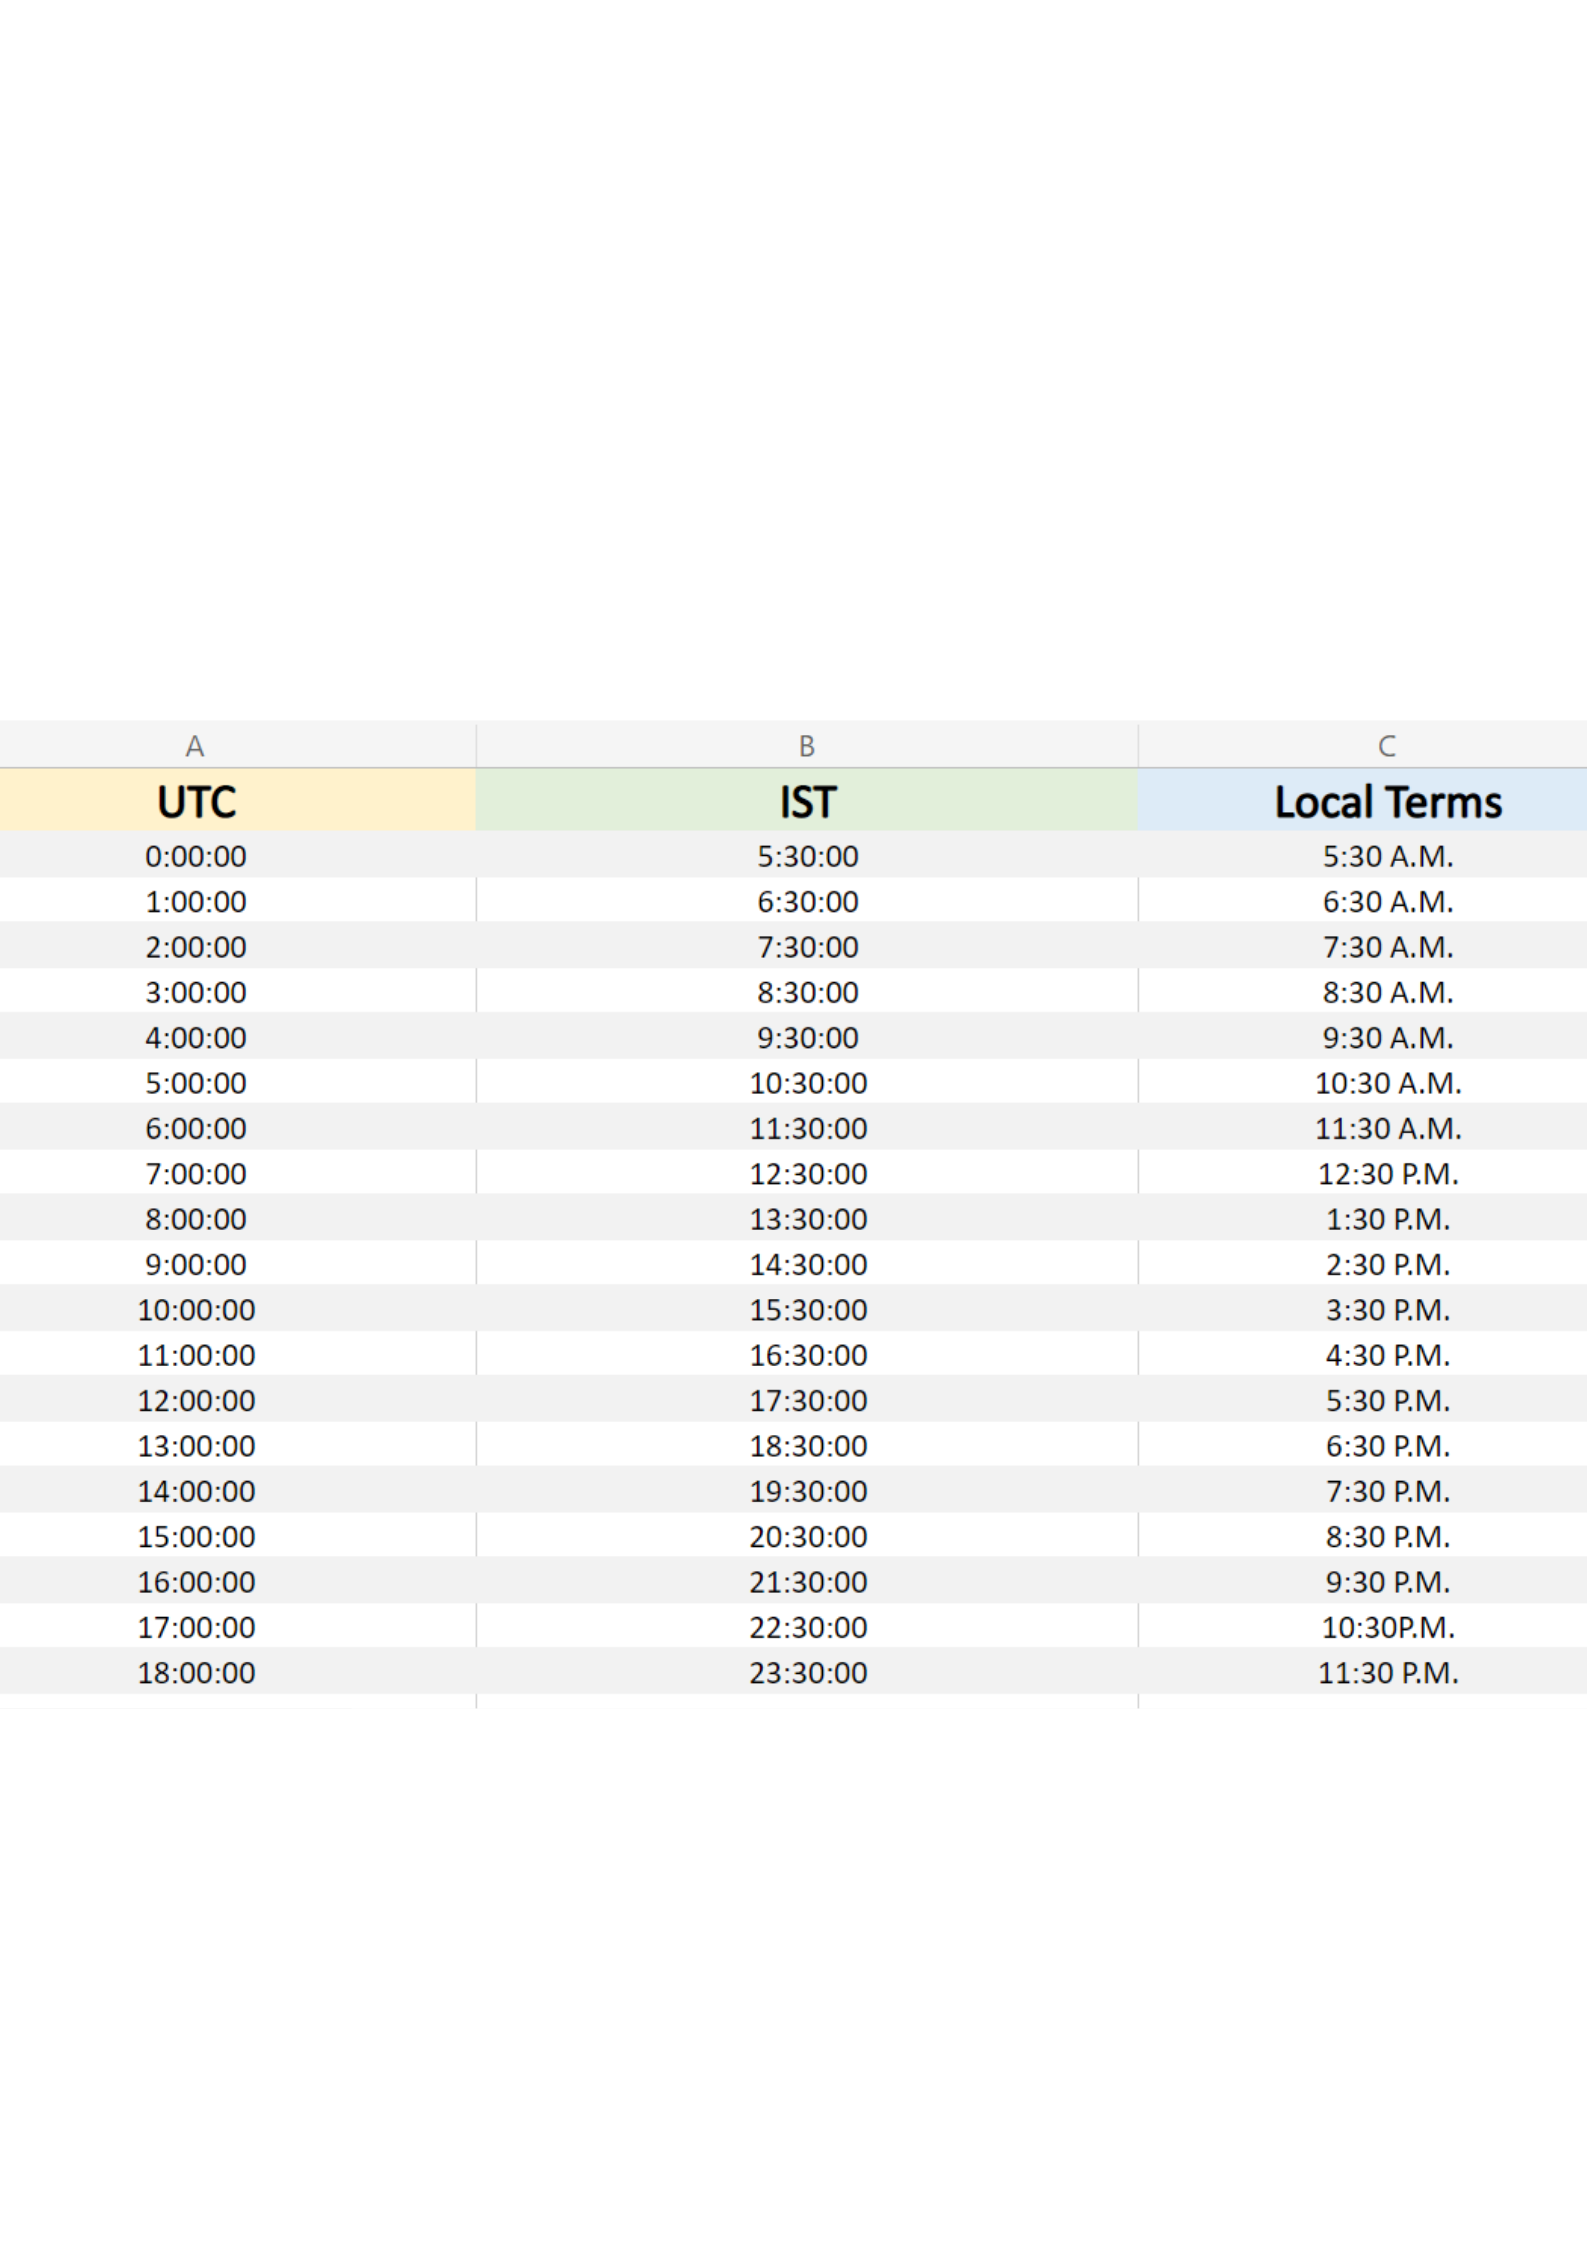 A B C
UTC IST Local Terms
0:00:00 5:30:00 5:30 A.M.
1:00:00 6:30:00 6:30 A.M.
2:00:00 7:30:00 7:30 A.M.
3:00:00 8:30:00 8:30 A.M.
4:00:00 9:30:00 9:30 A.M.
5:00:00 10:30:00 10:30 A.M.
6:00:00 11:30:00 11:30 A.M.
7:00:00 12:30:00 12:30 P.M.
8:00:00 13:30:00 1:30 P.M.
9:00:00 14:30:00 2:30 P.M.
10:00:00 15:30:00 3:30 P.M.
11:00:00 16:30:00 4:30 P.M.
12:00:00 17:30:00 5:30 P.M.
13:00:00 18:30:00 6:30 P.M.
14:00:00 19:30:00 7:30 P.M.
15:00:00 20:30:00 8:30 P.M.
16:00:00 21:30:00 9:30 P.M.
17:00:00 22:30:00 10:30P.M.
18:00:00 23:30:00 11:30 P.M.